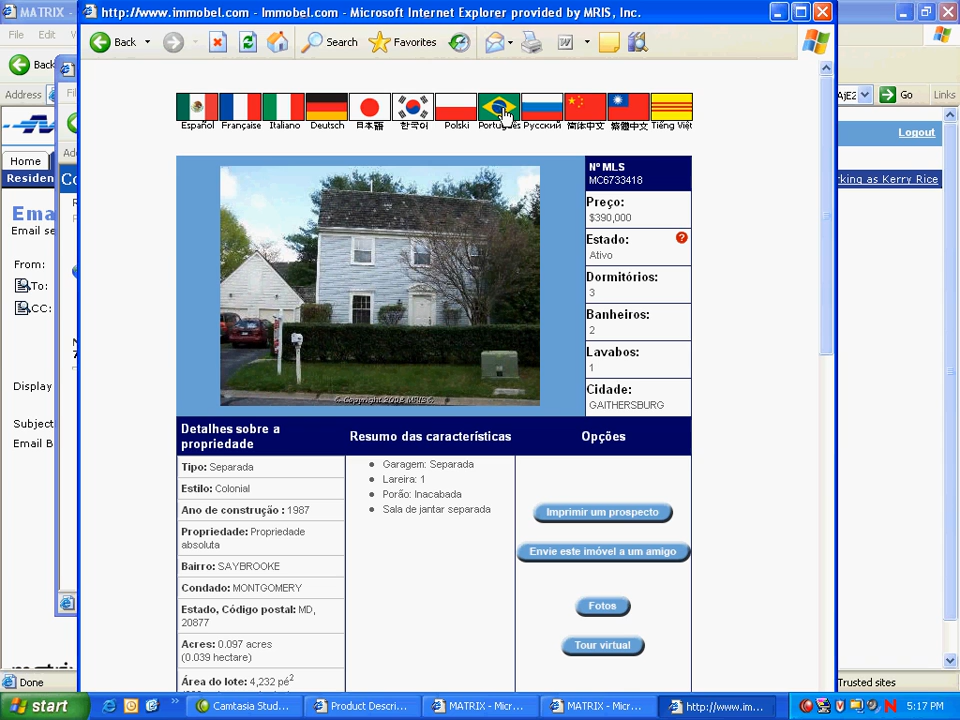 MATRIX -
http://www.immobel.com - Immobel.com - Microsoft Internet Explorer provided by MRIS, Inc.
File Edit
Back Search Favorites
Back
Address
Go Links
Español Française Italiano Deutsch 日本語 한국어 Polski Português Русский 简体中文 繁體中文 Tiếng Việt
Logout
Home
Residen
king as Kerry Rice
Nº MLS
MC6733418
Preço:
$390,000
Estado:
Ativo
Dormitórios:
3
Banheiros:
2
Lavabos:
1
Cidade:
GAITHERSBURG
Ema
Email se
From:
To:
CC:
Display
Subject
Email B
© Copyright 2008 MRIS ©
Detalhes sobre a propriedade
Resumo das características
Opções
Tipo: Separada
Estilo: Colonial
Ano de construção : 1987
Propriedade: Propriedade
absoluta
Bairro: SAYBROOKE
Condado: MONTGOMERY
Estado, Código postal: MD,
20877
Acres: 0.097 acres
(0.039 hectare)
Área do lote: 4,232 pé2
Garagem: Separada
Lareira: 1
Porão: Inacabada
Sala de jantar separada
Imprimir um prospecto
Envie este imóvel a um amigo
Fotos
Tour virtual
Done
Trusted sites
start
Camtasia Stud...
Product Descri...
MATRIX - Micr...
MATRIX - Micr...
http://www.im...
5:17 PM